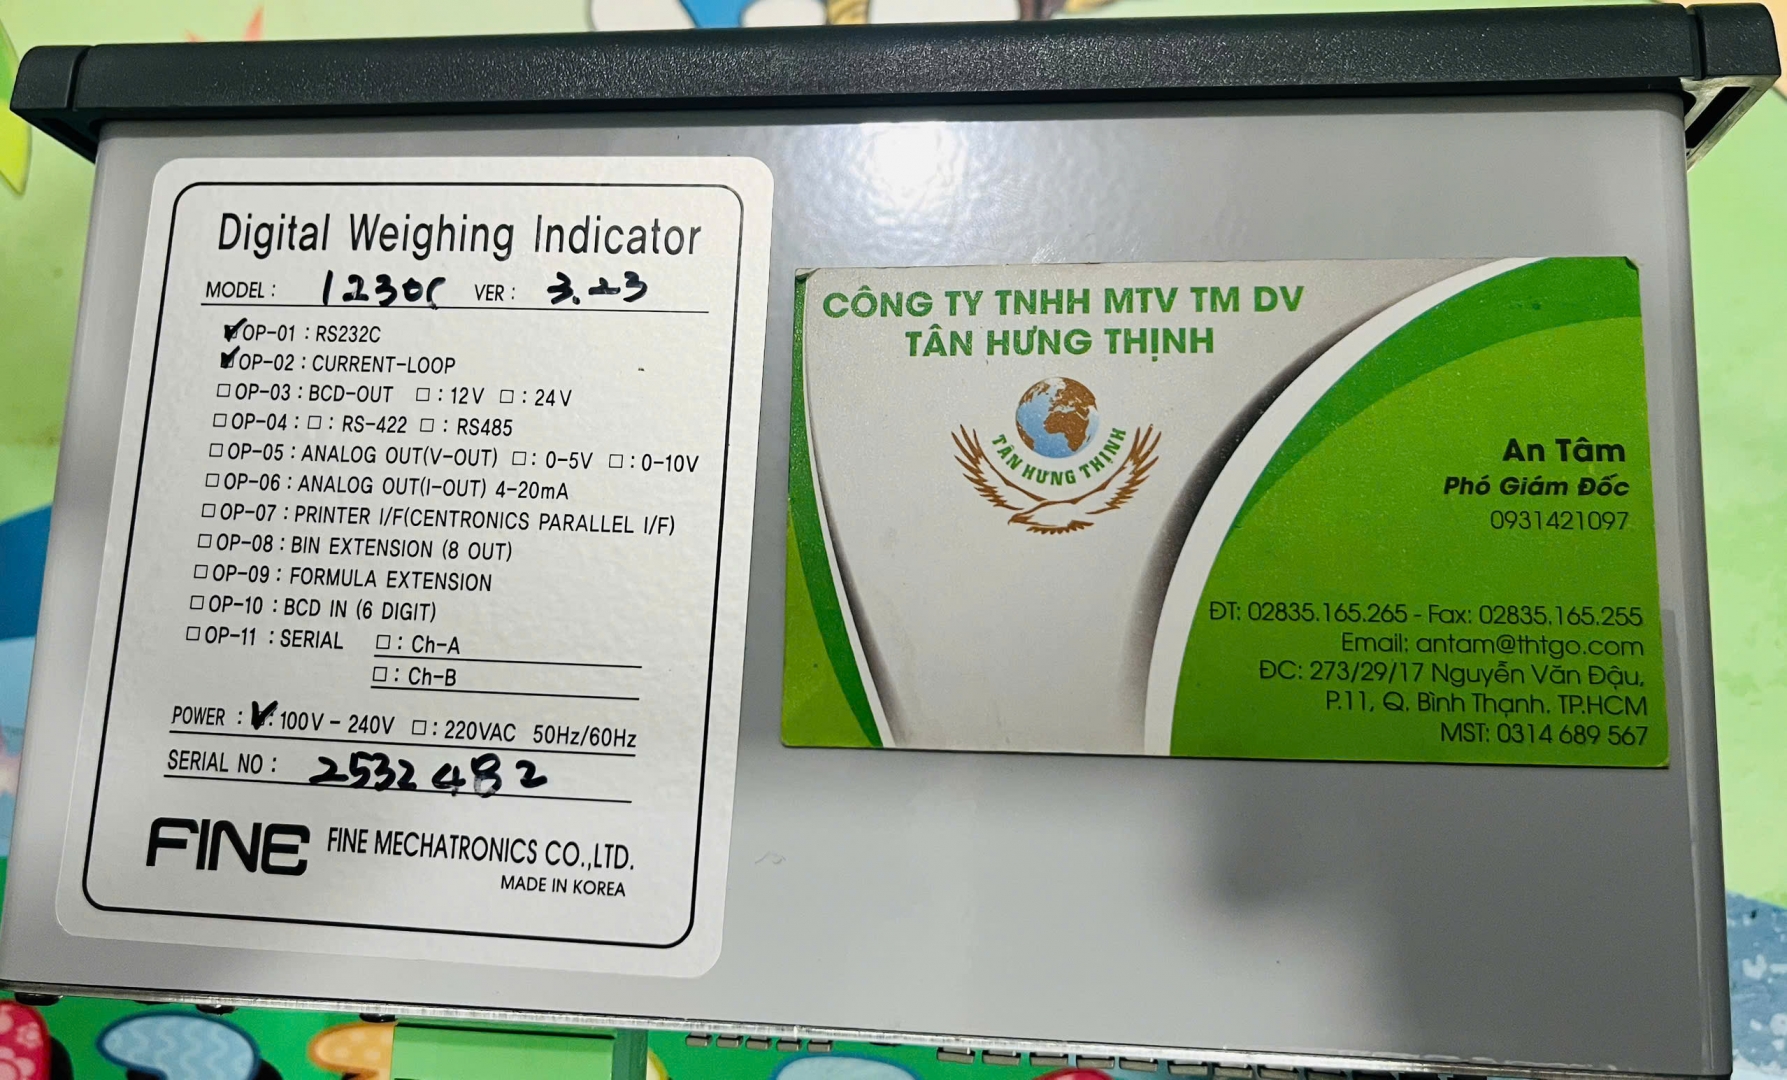 Digital Weighing Indicator
MODEL : 1230C VER : 3.23
☑OP-01 : RS232C
☑OP-02 : CURRENT-LOOP
☐OP-03 : BCD-OUT ☐ : 12V ☐ : 24V
☐OP-04 : ☐ : RS-422 ☐ : RS485
☐OP-05 : ANALOG OUT(V-OUT) ☐ : 0-5V ☐ : 0-10V
☐OP-06 : ANALOG OUT(I-OUT) 4-20mA
☐OP-07 : PRINTER I/F(CENTRONICS PARALLEL I/F)
☐OP-08 : BIN EXTENSION (8 OUT)
☐OP-09 : FORMULA EXTENSION
☐OP-10 : BCD IN (6 DIGIT)
☐OP-11 : SERIAL ☐ : Ch-A
☐ : Ch-B
POWER : ☑: 100V - 240V ☐ : 220VAC 50Hz/60Hz
SERIAL NO : 2532482
FINE FINE MECHATRONICS CO.,LTD.
MADE IN KOREA
CÔNG TY TNHH MTV TM DV
TÂN HƯNG THỊNH
TÂN HƯNG THỊNH
An Tâm
Phó Giám Đốc
0931421097
ĐT: 02835.165.265 - Fax: 02835.165.255
Email: antam@thtgo.com
ĐC: 273/29/17 Nguyễn Văn Đậu,
P.11, Q. Bình Thạnh, TP.HCM
MST: 0314 689 567